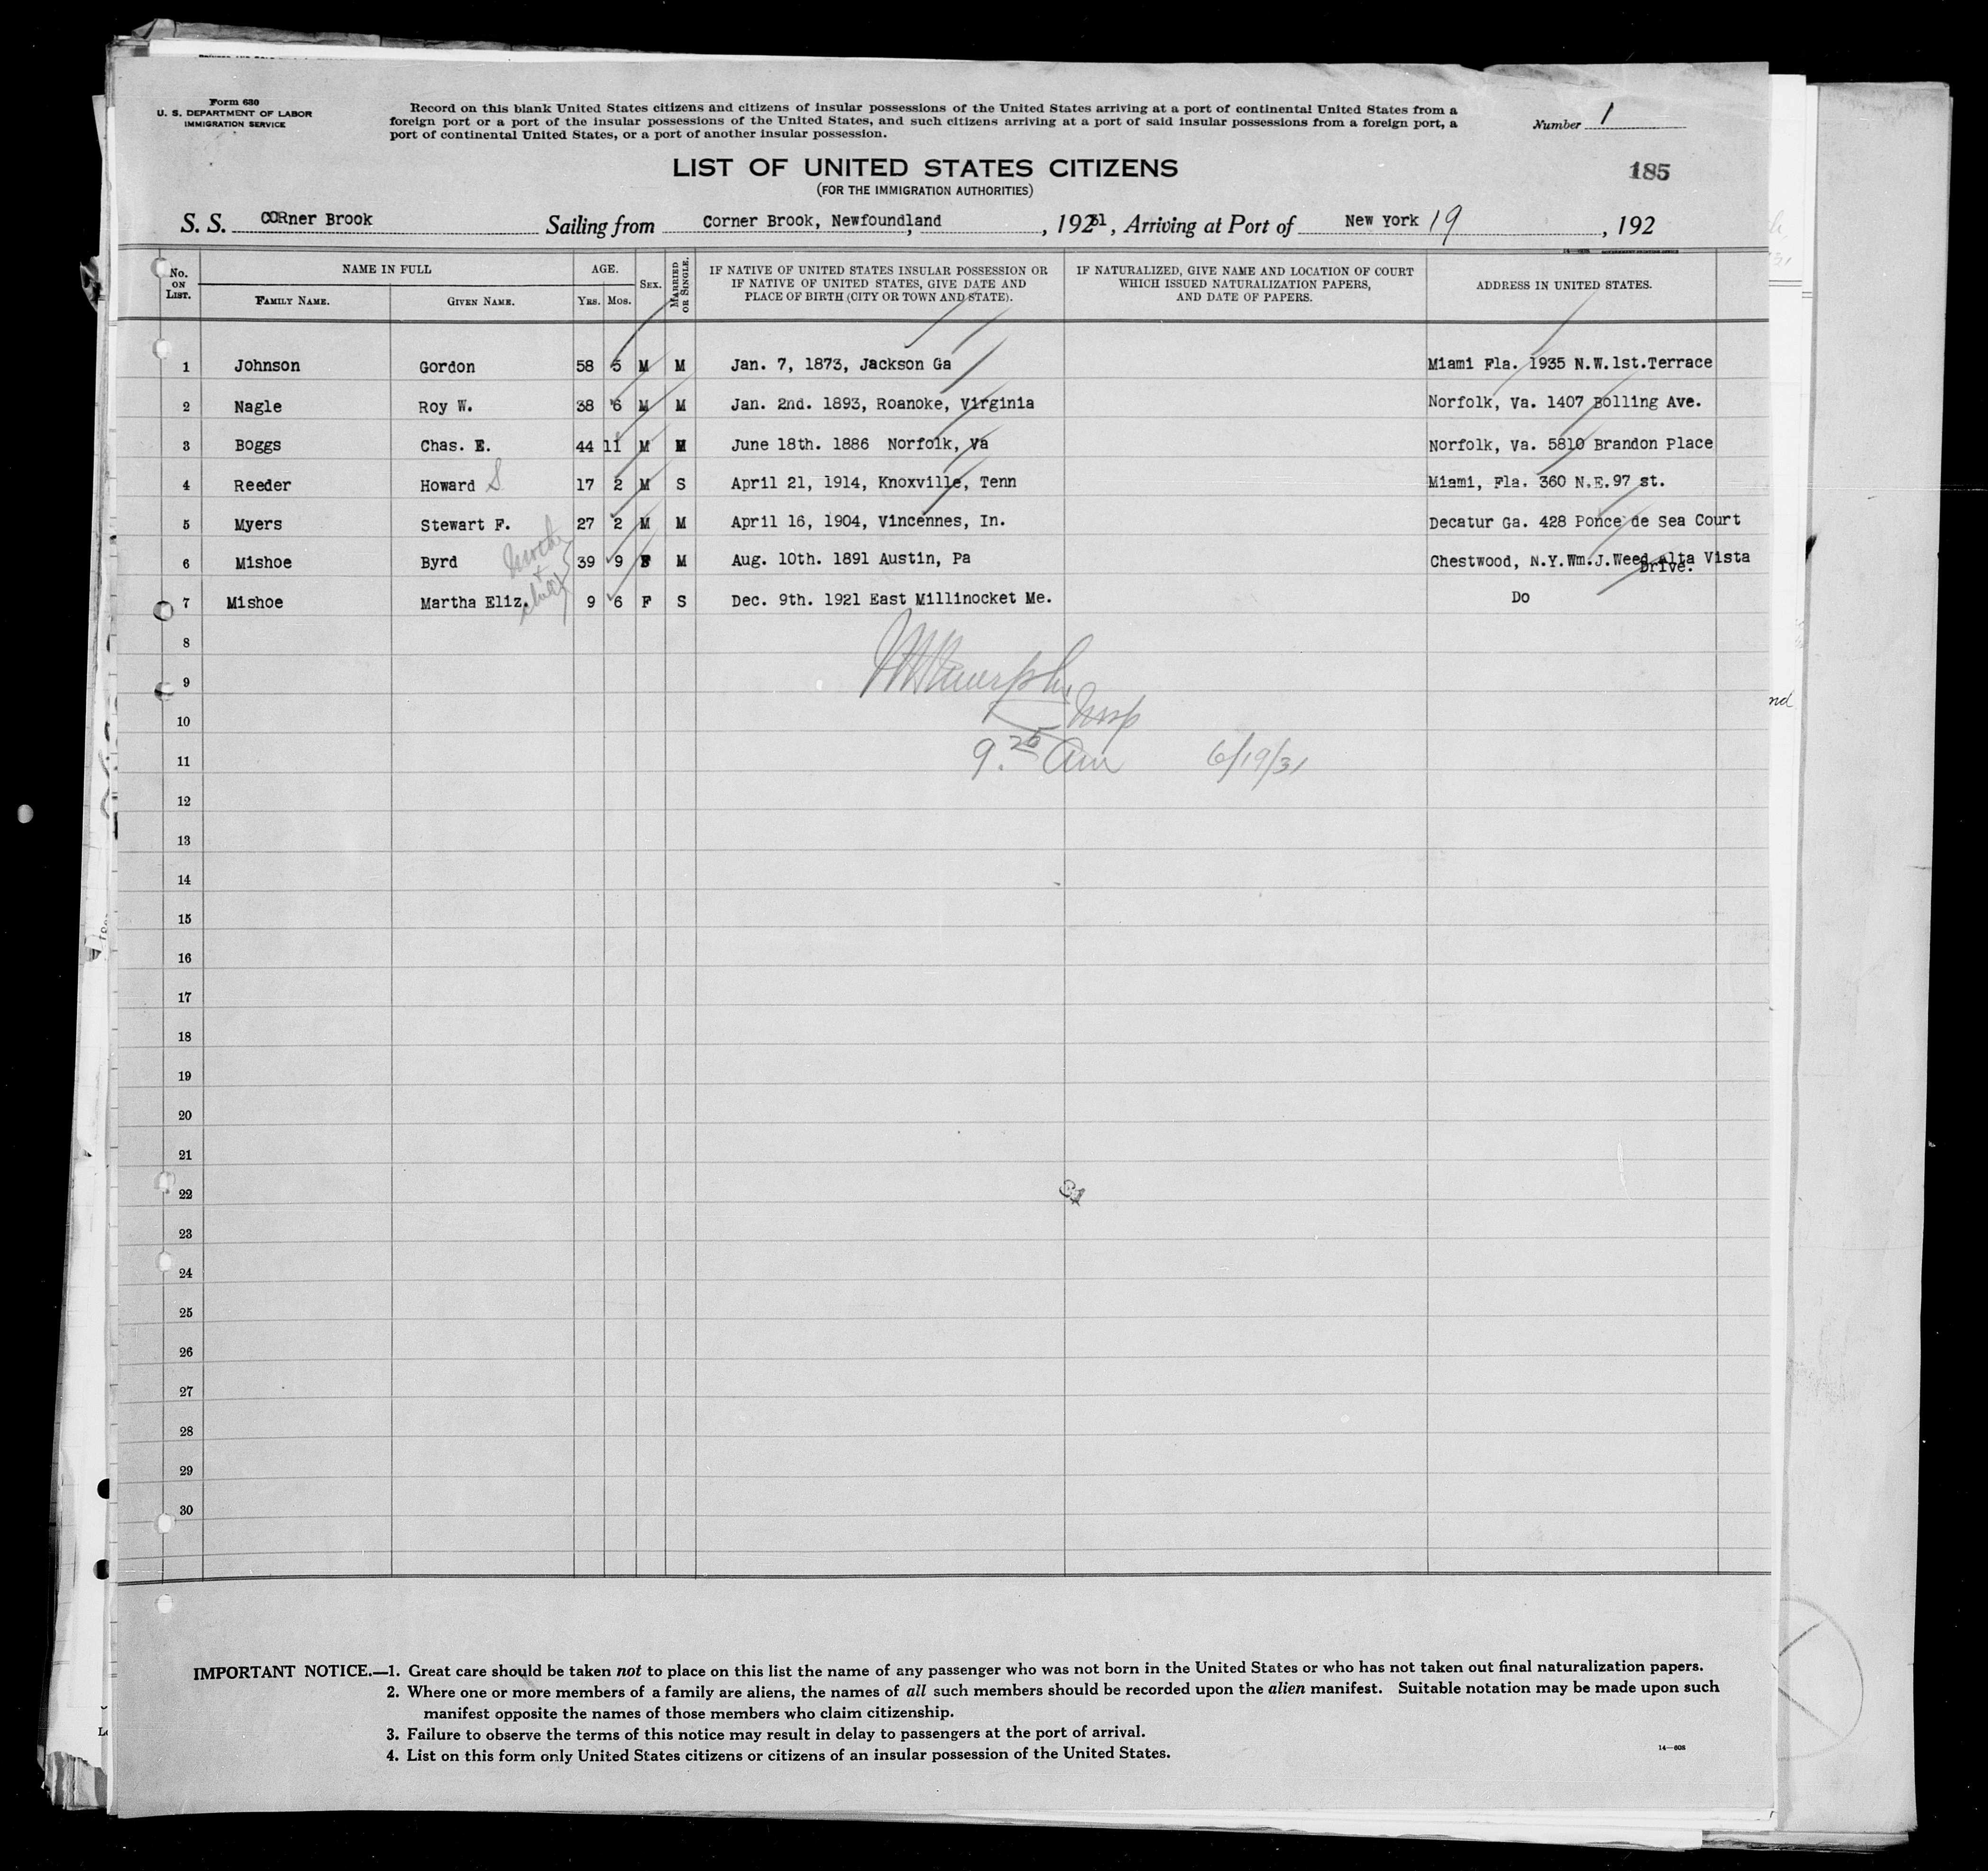 Form 630
U. S. DEPARTMENT OF LABOR
IMMIGRATION SERVICE
Record on this blank United States citizens and citizens of insular possessions of the United States arriving at a port of continental United States from a
foreign port or a port of the insular possessions of the United States, and such citizens arriving at a port of said insular possessions from a foreign port, a
port of continental United States, or a port of another insular possession.
Number 1
LIST OF UNITED STATES CITIZENS
(FOR THE IMMIGRATION AUTHORITIES)
185
S. S. CORner Brook Sailing from Corner Brook, Newfoundland, 19231, Arriving at Port of New York 19, 192
No. ON LIST. NAME IN FULL AGE. SEX. MARRIED OR SINGLE. IF NATIVE OF UNITED STATES INSULAR POSSESSION OR IF NATIVE OF UNITED STATES, GIVE DATE AND PLACE OF BIRTH (CITY OR TOWN AND STATE). IF NATURALIZED, GIVE NAME AND LOCATION OF COURT WHICH ISSUED NATURALIZATION PAPERS, AND DATE OF PAPERS. ADDRESS IN UNITED STATES.
FAMILY NAME. GIVEN NAME. YRS. MOS.
1 Johnson Gordon 58 5 M M Jan. 7, 1873, Jackson Ga Miami Fla. 1935 N.W.1st.Terrace
2 Nagle Roy W. 38 6 M M Jan. 2nd. 1893, Roanoke, Virginia Norfolk, Va. 1407 Bolling Ave.
3 Boggs Chas. E. 44 11 M M June 18th. 1886 Norfolk, Va Norfolk, Va. 5810 Brandon Place
4 Reeder Howard S 17 2 M S April 21, 1914, Knoxville, Tenn Miami, Fla. 360 N.E.97 st.
5 Myers Stewart F. 27 2 M M April 16, 1904, Vincennes, In. Decatur Ga. 428 Ponce de Sea Court
6 Mishoe Byrd 39 9 F M Aug. 10th. 1891 Austin, Pa Chestwood, N.Y.Wm.J.Weed Alta Vista
Drive.
7 Mishoe Martha Eliz. 9 6 F S Dec. 9th. 1921 East Millinocket Me. Do
8
9
10 Insp
11 9.25 Am 6/19/31
12
13
14
15
16
17
18
19
20
21
22
23
24
25
26
27
28
29
30
IMPORTANT NOTICE.—1. Great care should be taken not to place on this list the name of any passenger who was not born in the United States or who has not taken out final naturalization papers.
2. Where one or more members of a family are aliens, the names of all such members should be recorded upon the alien manifest. Suitable notation may be made upon such
manifest opposite the names of those members who claim citizenship.
3. Failure to observe the terms of this notice may result in delay to passengers at the port of arrival.
4. List on this form only United States citizens or citizens of an insular possession of the United States.
14—608